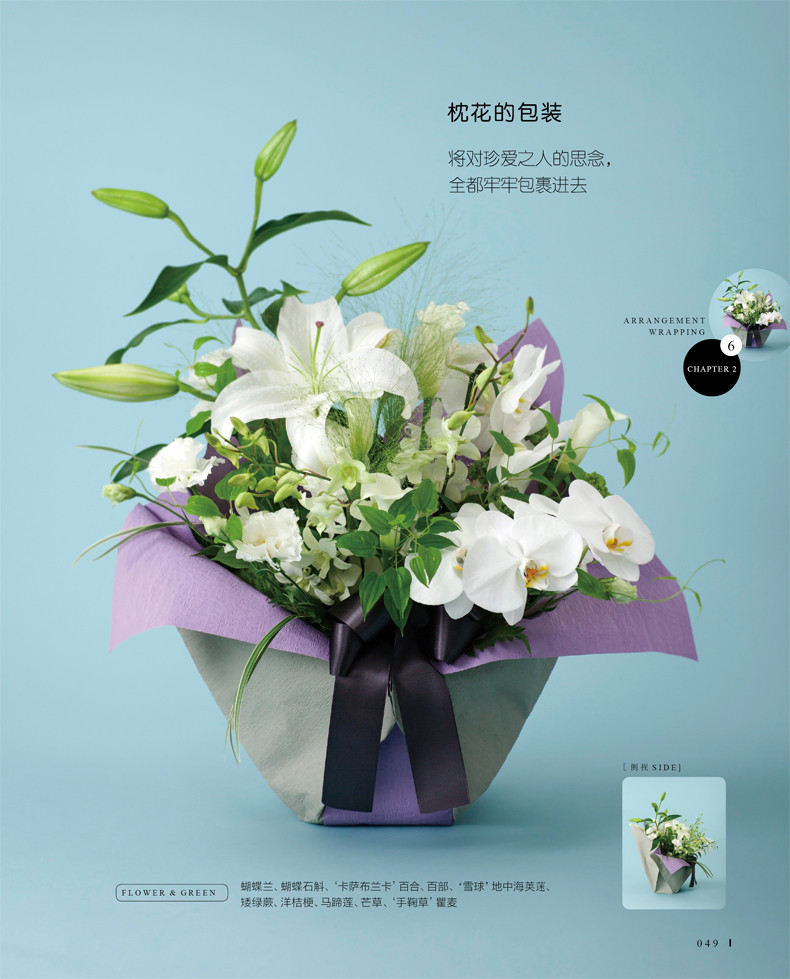 枕花的包装
将对珍爱之人的思念，
全都牢牢包裹进去
ARRANGEMENT
WRAPPING
6
CHAPTER 2
[侧视 SIDE]
FLOWER & GREEN
蝴蝶兰、蝴蝶石斛、‘卡萨布兰卡’百合、百部、‘雪球’地中海荚蒾、
矮绿蕨、洋桔梗、马蹄莲、芒草、‘手鞠草’瞿麦
049